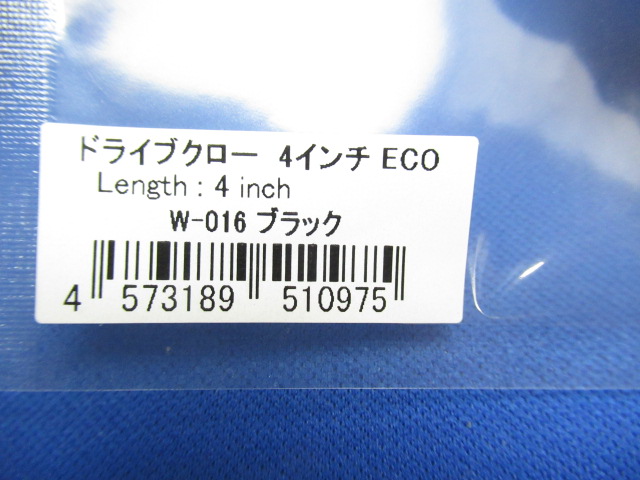 ドライブクロー 4インチ ECO
Length : 4 inch
W-016 ブラック
4 573189 510975